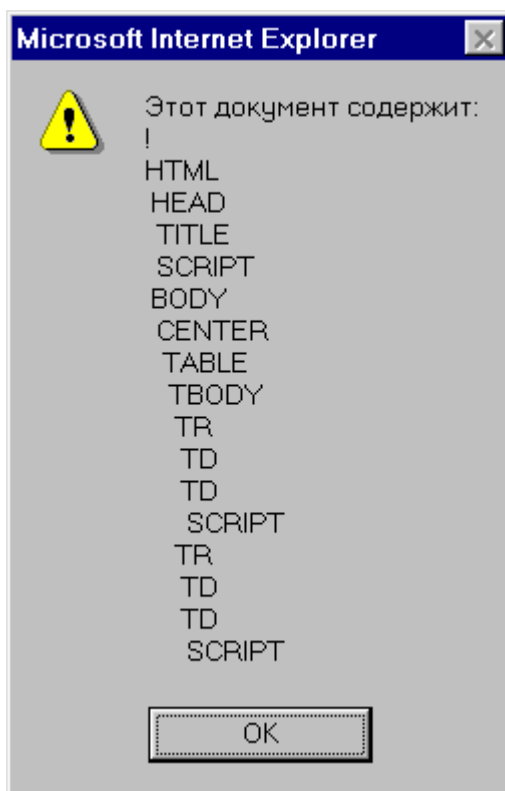 Microsoft Internet Explorer
Этот документ содержит:
!
HTML
HEAD
TITLE
SCRIPT
BODY
CENTER
TABLE
TBODY
TR
TD
TD
SCRIPT
TR
TD
TD
SCRIPT
OK